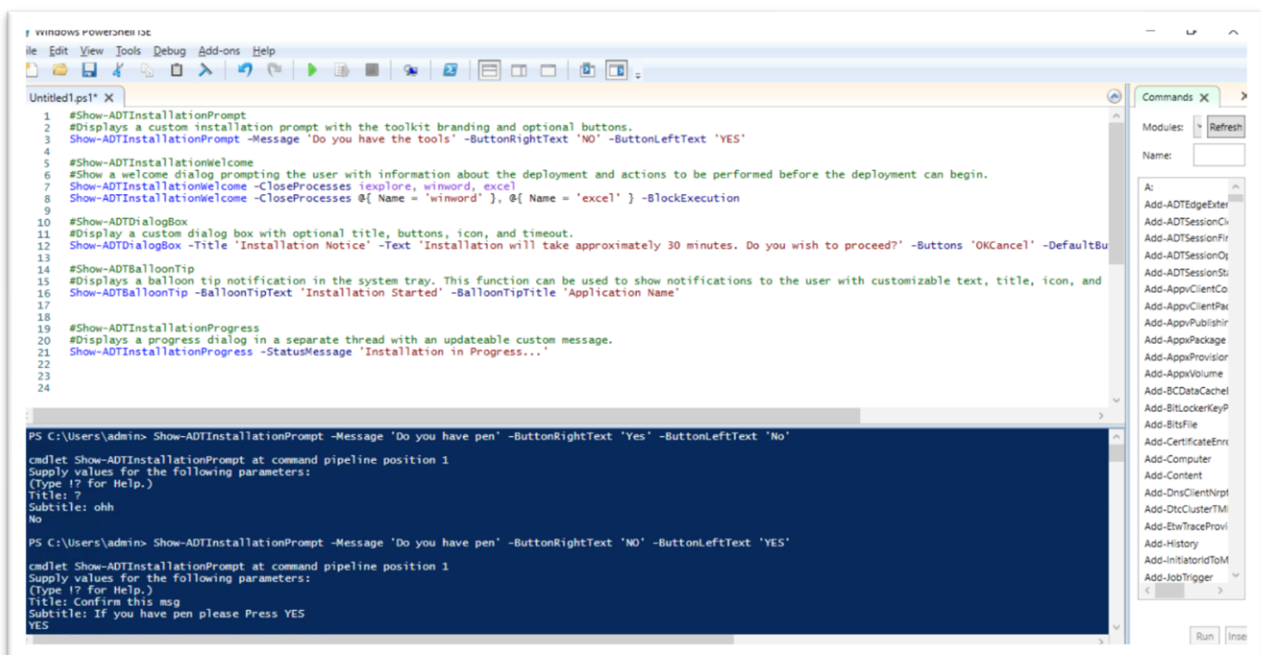 Windows PowerShell ISE
File Edit View Tools Debug Add-ons Help
Untitled1.ps1* X
1 #Show-ADTInstallationPrompt
2 #Displays a custom installation prompt with the toolkit branding and optional buttons.
3 Show-ADTInstallationPrompt -Message 'Do you have the tools' -ButtonRightText 'NO' -ButtonLeftText 'YES'
4
5 #Show-ADTInstallationWelcome
6 #Show a welcome dialog prompting the user with information about the deployment and actions to be performed before the deployment can begin.
7 Show-ADTInstallationWelcome -CloseProcesses iexplore, winword, excel
8 Show-ADTInstallationWelcome -CloseProcesses @{ Name = 'winword' }, @{ Name = 'excel' } -BlockExecution
9
10 #Show-ADTDialogBox
11 #Display a custom dialog box with optional title, buttons, icon, and timeout.
12 Show-ADTDialogBox -Title 'Installation Notice' -Text 'Installation will take approximately 30 minutes. Do you wish to proceed?' -Buttons 'OKCancel' -DefaultBu
13
14 #Show-ADTBalloonTip
15 #Displays a balloon tip notification in the system tray. This function can be used to show notifications to the user with customizable text, title, icon, and
16 Show-ADTBalloonTip -BalloonTipText 'Installation Started' -BalloonTipTitle 'Application Name'
17
18
19 #Show-ADTInstallationProgress
20 #Displays a progress dialog in a separate thread with an updateable custom message.
21 Show-ADTInstallationProgress -StatusMessage 'Installation in Progress...'
22
23
24
PS C:\Users\admin> Show-ADTInstallationPrompt -Message 'Do you have pen' -ButtonRightText 'Yes' -ButtonLeftText 'No'
cmdlet Show-ADTInstallationPrompt at command pipeline position 1
Supply values for the following parameters:
(Type !? for Help.)
Title: ?
Subtitle: ohh
No
PS C:\Users\admin> Show-ADTInstallationPrompt -Message 'Do you have pen' -ButtonRightText 'NO' -ButtonLeftText 'YES'
cmdlet Show-ADTInstallationPrompt at command pipeline position 1
Supply values for the following parameters:
(Type !? for Help.)
Title: Confirm this msg
Subtitle: If you have pen please Press YES
YES
Commands X
Modules: Refresh
Name:
A:
Add-ADTEdgeExter
Add-ADTSessionCl
Add-ADTSessionFir
Add-ADTSessionOp
Add-ADTSessionSt
Add-AppvClientCo
Add-AppvClientPac
Add-AppvPublishir
Add-AppxPackage
Add-AppxProvision
Add-AppxVolume
Add-BCDataCacheE
Add-BitLockerKeyP
Add-BitsFile
Add-CertificateEnro
Add-Computer
Add-Content
Add-DnsClientNrpt
Add-DtcClusterTM
Add-EtwTraceProvi
Add-History
Add-InitiatorIdToM
Add-JobTrigger
Run Inse